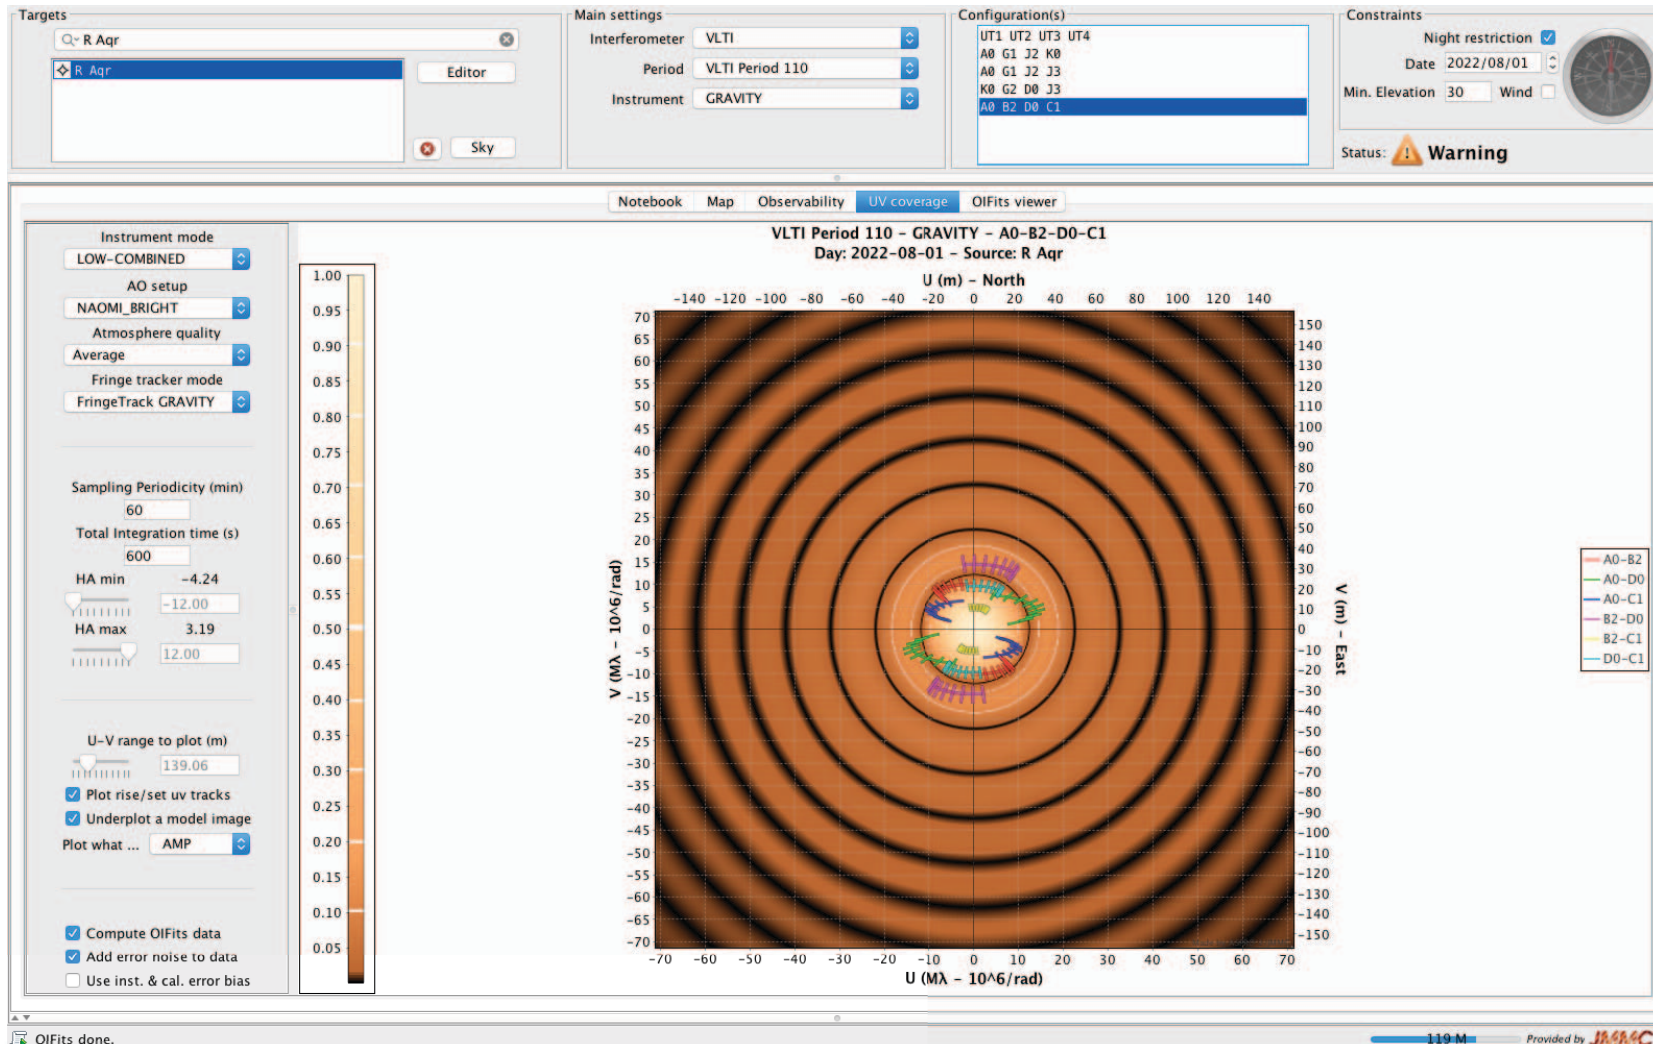 Targets
R Aqr
R Aqr
Editor
Sky
Main settings
Interferometer VLTI
Period VLTI Period 110
Instrument GRAVITY
Configuration(s)
UT1 UT2 UT3 UT4
A0 G1 J2 K0
A0 G1 J2 J3
K0 G2 D0 J3
A0 B2 D0 C1
Constraints
Night restriction
Date 2022/08/01
Min. Elevation 30 Wind
Status: Warning
Notebook Map Observability UV coverage OIFits viewer
Instrument mode
LOW-COMBINED
AO setup
NAOMI_BRIGHT
Atmosphere quality
Average
Fringe tracker mode
FringeTrack GRAVITY
Sampling Periodicity (min)
60
Total Integration time (s)
600
HA min -4.24
-12.00
HA max 3.19
12.00
U-V range to plot (m)
139.06
Plot rise/set uv tracks
Underplot a model image
Plot what ... AMP
Compute OIFits data
Add error noise to data
Use inst. & cal. error bias
1.00
0.95
0.90
0.85
0.80
0.75
0.70
0.65
0.60
0.55
0.50
0.45
0.40
0.35
0.30
0.25
0.20
0.15
0.10
0.05
VLTI Period 110 - GRAVITY - A0-B2-D0-C1
Day: 2022-08-01 - Source: R Aqr
U (m) - North
-140 -120 -100 -80 -60 -40 -20 0 20 40 60 80 100 120 140
V (Mλ - 10^6/rad)
70
65
60
55
50
45
40
35
30
25
20
15
10
5
0
-5
-10
-15
-20
-25
-30
-35
-40
-45
-50
-55
-60
-65
-70
150
140
130
120
110
100
90
80
70
60
50
40
30
20
10
0
-10
-20
-30
-40
-50
-60
-70
-80
-90
-100
-110
-120
-130
-140
-150
V (m) - East
-70 -60 -50 -40 -30 -20 -10 0 10 20 30 40 50 60 70
U (Mλ - 10^6/rad)
A0-B2
A0-D0
A0-C1
B2-D0
B2-C1
D0-C1
OIFits done.
119 M
Provided by JMMC